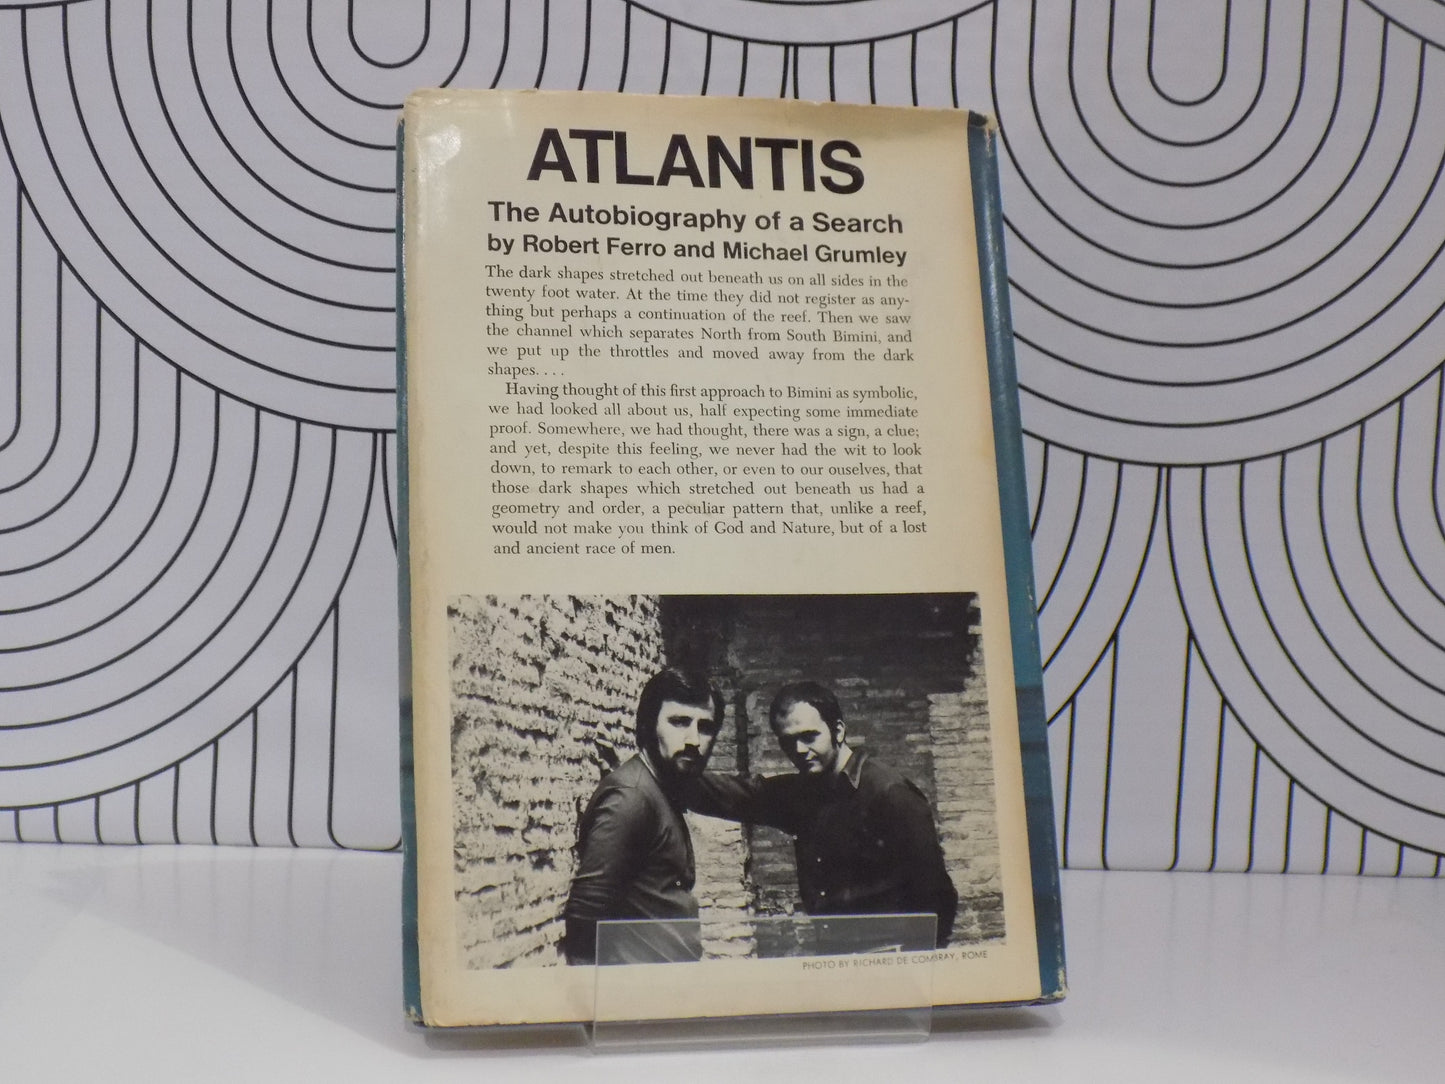 ATLANTIS
The Autobiography of a Search
by Robert Ferro and Michael Grumley
The dark shapes stretched out beneath us on all sides in the
twenty foot water. At the time they did not register as any-
thing but perhaps a continuation of the reef. Then we saw
the channel which separates North from South Bimini, and
we put up the throttles and moved away from the dark
shapes. . . .
Having thought of this first approach to Bimini as symbolic,
we had looked all about us, half expecting some immediate
proof. Somewhere, we had thought, there was a sign, a clue;
and yet, despite this feeling, we never had the wit to look
down, to remark to each other, or even to our ouselves, that
those dark shapes which stretched out beneath us had a
geometry and order, a peculiar pattern that, unlike a reef,
would not make you think of God and Nature, but of a lost
and ancient race of men.
PHOTO BY RICHARD DE COMBRAY, ROME